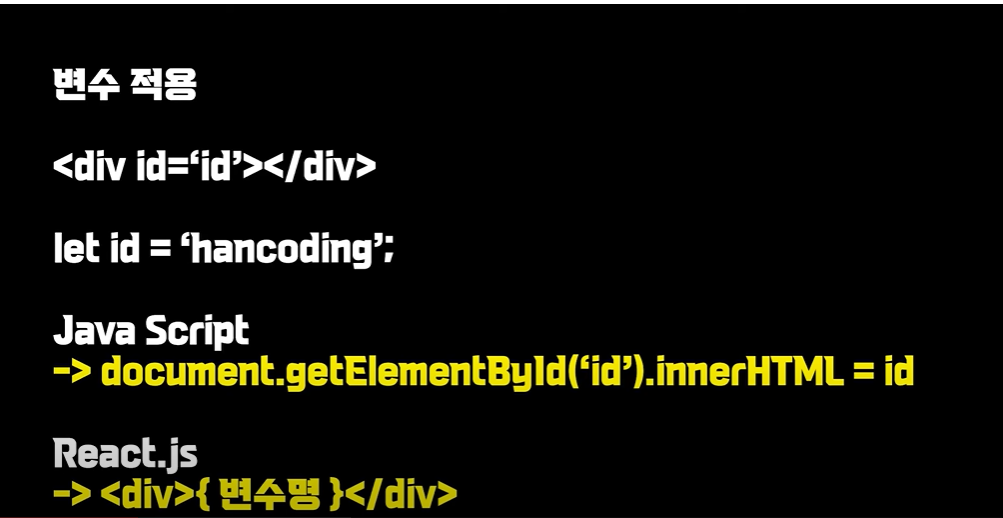 변수 적용
<div id=‘id’></div>
let id = ‘hancoding’;
Java Script
-> document.getElementById(‘id’).innerHTML = id
React.js
-> <div>{ 변수명 }</div>